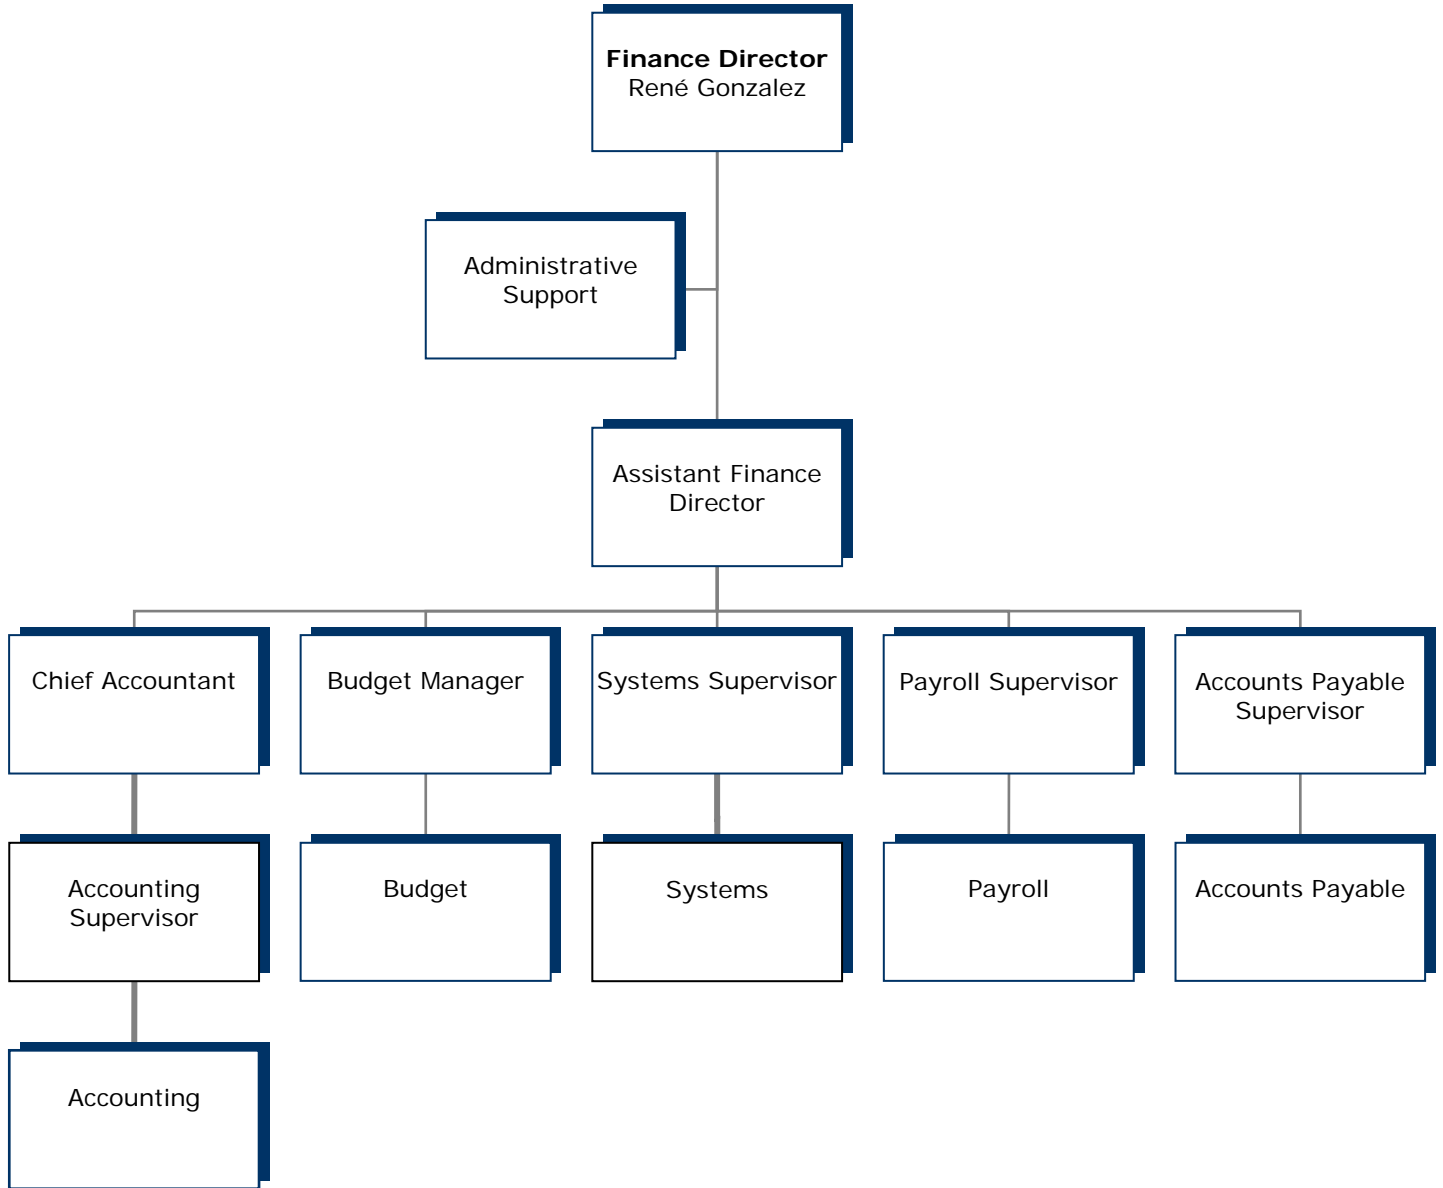 Finance Director
René Gonzalez
Administrative
Support
Assistant Finance
Director
Chief Accountant
Budget Manager
Systems Supervisor
Payroll Supervisor
Accounts Payable
Supervisor
Accounting
Supervisor
Budget
Systems
Payroll
Accounts Payable
Accounting